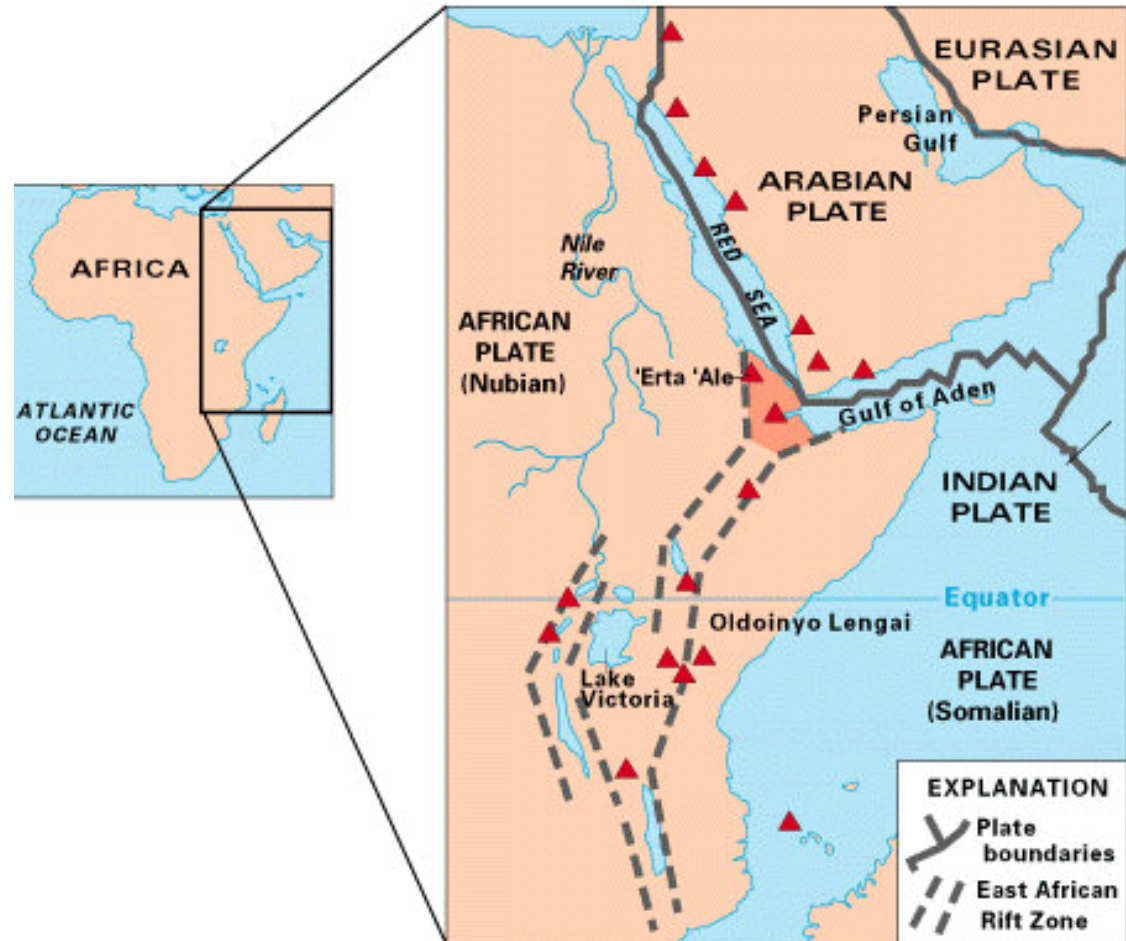 AFRICA
ATLANTIC
OCEAN
EURASIAN
PLATE
Persian
Gulf
ARABIAN
PLATE
RED
SEA
Nile
River
AFRICAN
PLATE
(Nubian)
'Erta 'Ale
Gulf of Aden
INDIAN
PLATE
Equator
Oldoinyo Lengai
Lake
Victoria
AFRICAN
PLATE
(Somalian)
EXPLANATION
Plate
boundaries
East African
Rift Zone